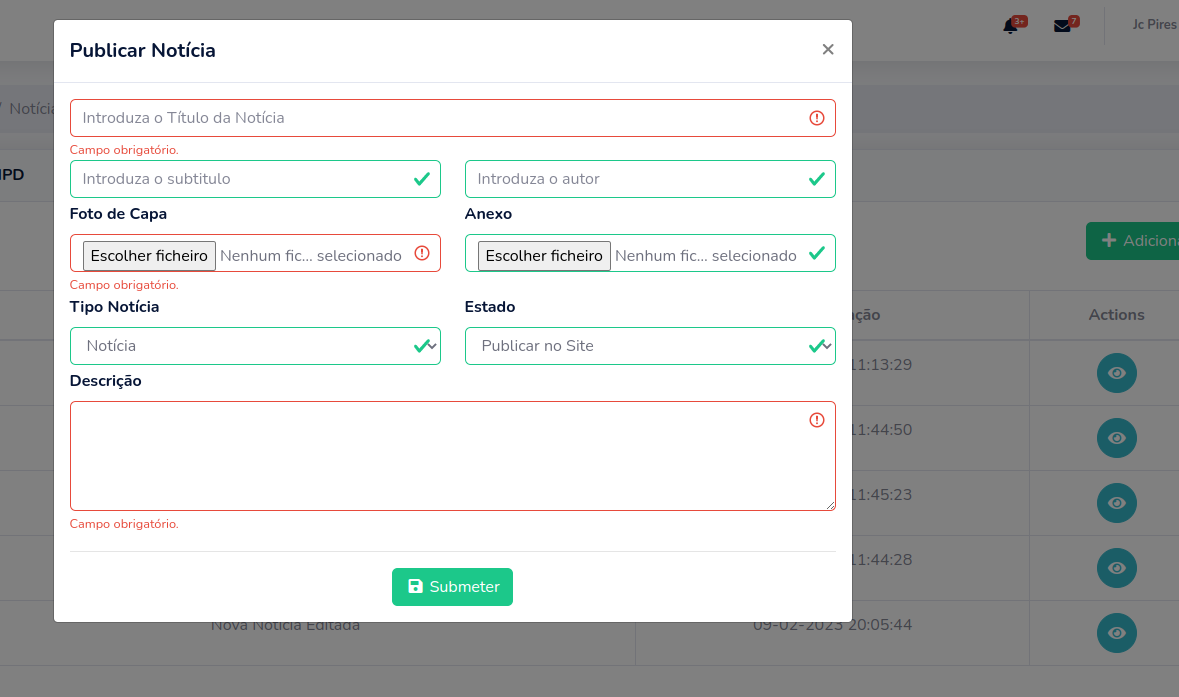 Publicar Notícia
×
3+
7
Jc Pires
/ Notícia
Introduza o Título da Notícia
Campo obrigatório.
Introduza o subtitulo
Introduza o autor
Foto de Capa
Anexo
Escolher ficheiro Nenhum fic... selecionado
Escolher ficheiro Nenhum fic... selecionado
Campo obrigatório.
Adiciona
Tipo Notícia
Estado
ção
Actions
Notícia
Publicar no Site
11:13:29
Descrição
11:44:50
11:45:23
Campo obrigatório.
11:44:28
Submeter
Nova Notícia Editada
09-02-2023 20:05:44